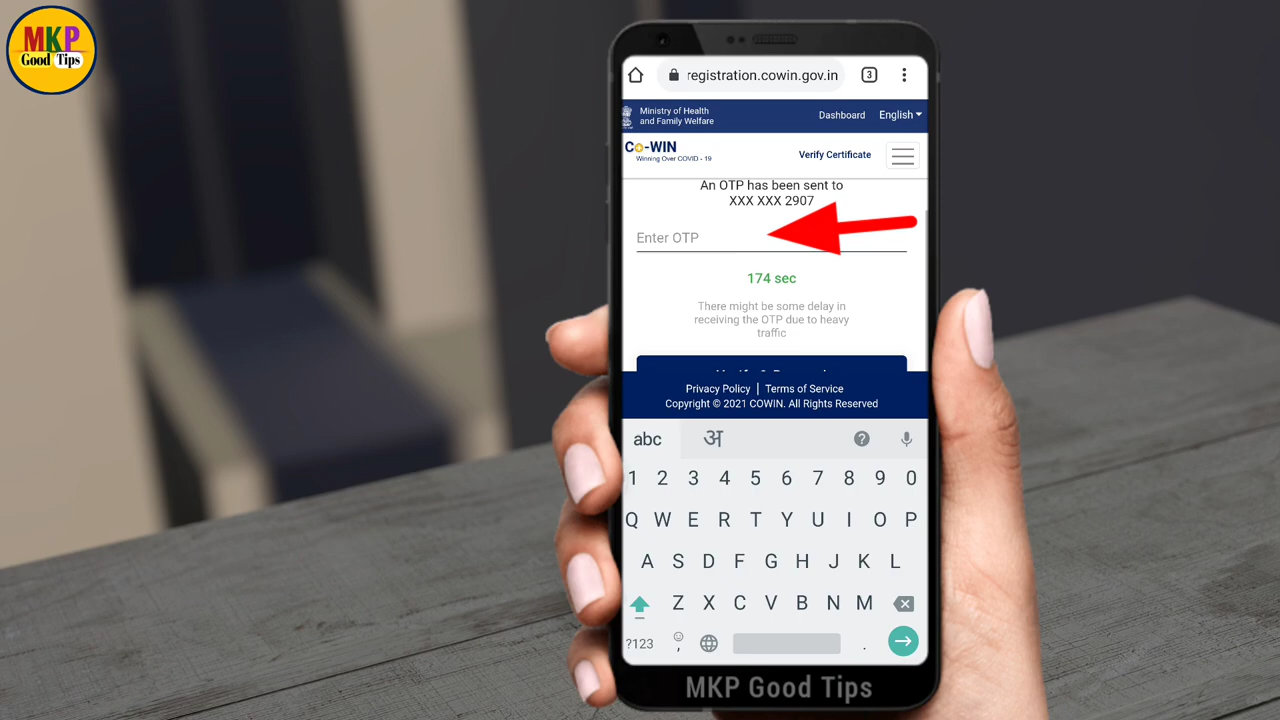 MKP
Good Tips
registration.cowin.gov.in
3
Ministry of Health
and Family Welfare
Dashboard
English
Co-WIN
Winning Over COVID - 19
Verify Certificate
An OTP has been sent to
XXX XXX 2907
Enter OTP
174 sec
There might be some delay in
receiving the OTP due to heavy
traffic
Privacy Policy | Terms of Service
Copyright © 2021 COWIN. All Rights Reserved
abc अ ?
1 2 3 4 5 6 7 8 9 0
Q W E R T Y U I O P
A S D F G H J K L
Z X C V B N M
?123 , .
MKP Good Tips